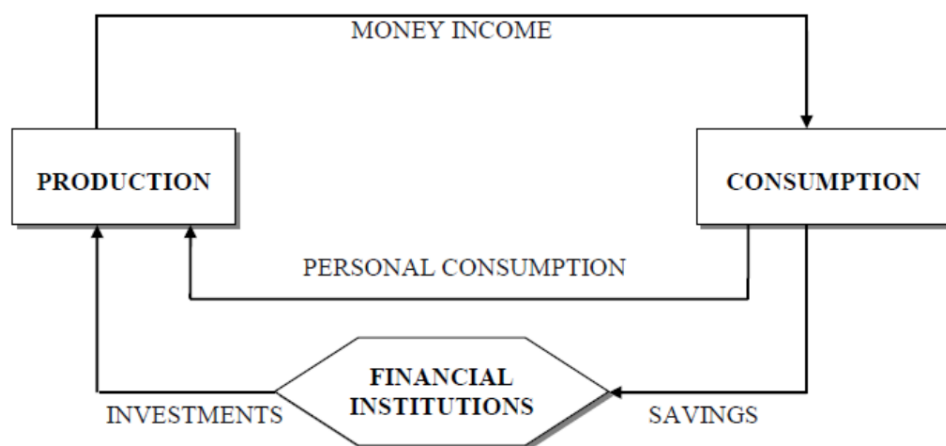 MONEY INCOME
PRODUCTION
CONSUMPTION
PERSONAL CONSUMPTION
FINANCIAL
INSTITUTIONS
INVESTMENTS
SAVINGS